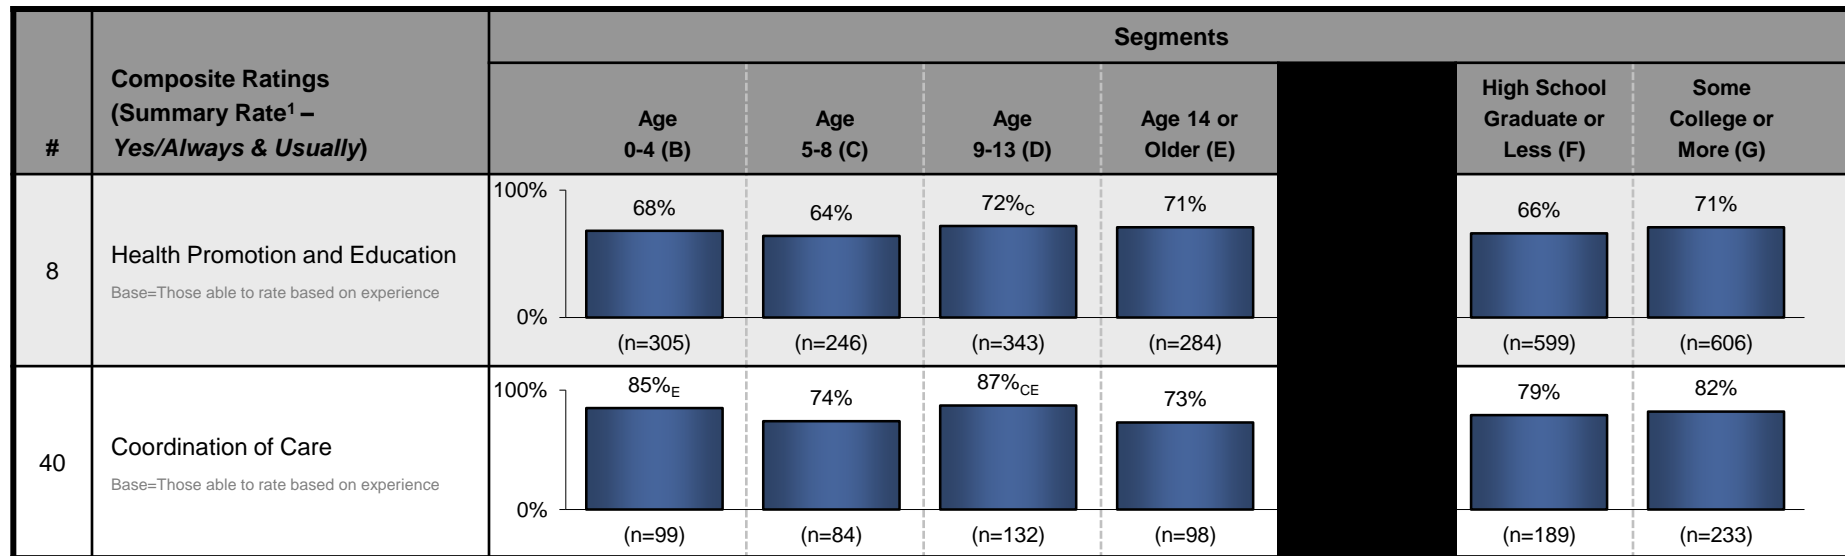 Segments
#
Composite Ratings
(Summary Rate1 –
Yes/Always & Usually)
Age
0-4 (B)
Age
5-8 (C)
Age
9-13 (D)
Age 14 or
Older (E)
High School
Graduate or
Less (F)
Some
College or
More (G)
8
Health Promotion and Education
Base=Those able to rate based on experience
100%
0%
68%
64%
72%C
71%
66%
71%
(n=305)
(n=246)
(n=343)
(n=284)
(n=599)
(n=606)
40
Coordination of Care
Base=Those able to rate based on experience
100%
0%
85%E
74%
87%CE
73%
79%
82%
(n=99)
(n=84)
(n=132)
(n=98)
(n=189)
(n=233)